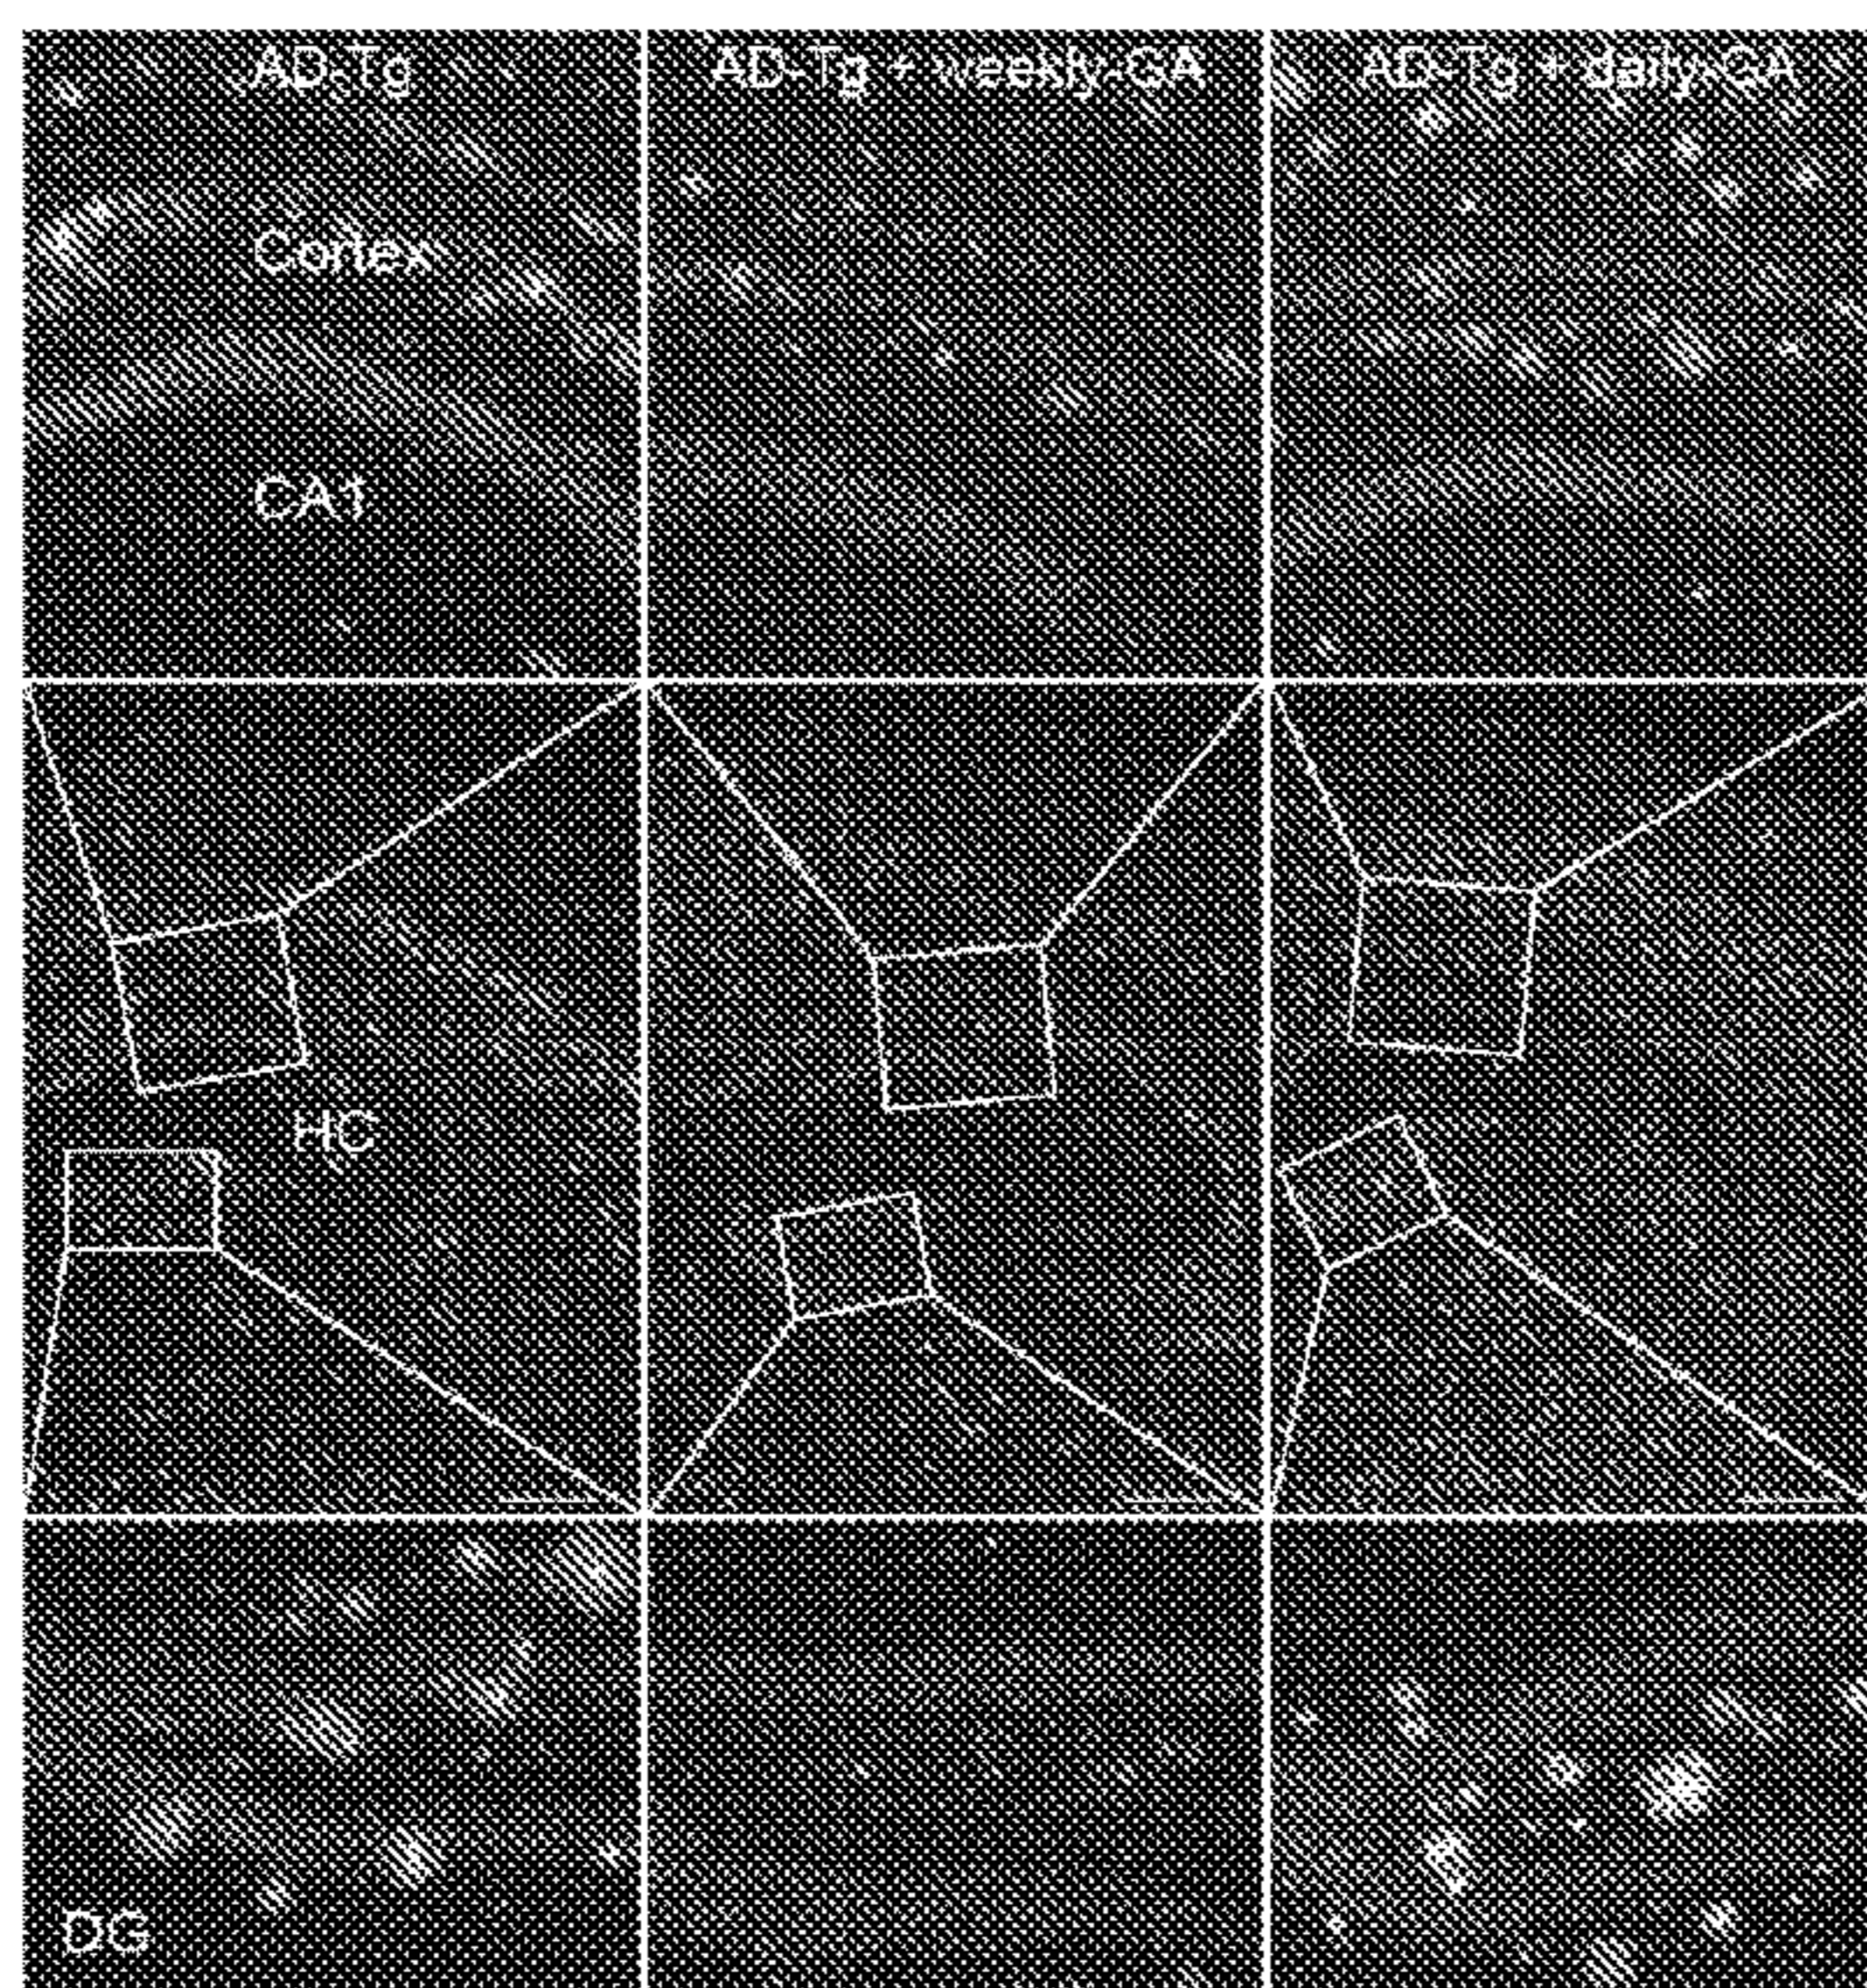 AD-Tg
AD-Tg + weekly-GA
AD-Tg + daily-GA
Cortex
CA1
HC
DG